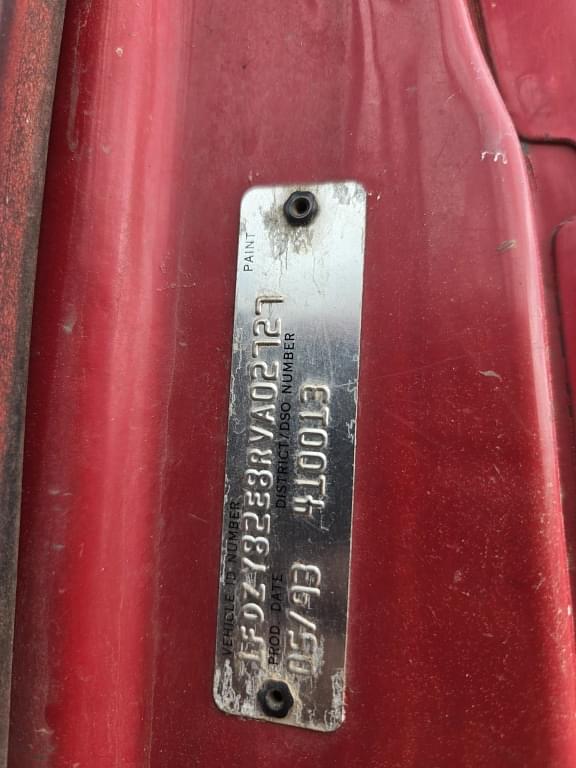 VEHICLE ID NUMBER PAINT
1FDZY82E8RVA02727
PROD. DATE DISTRICT/DSO NUMBER
05/93 410013